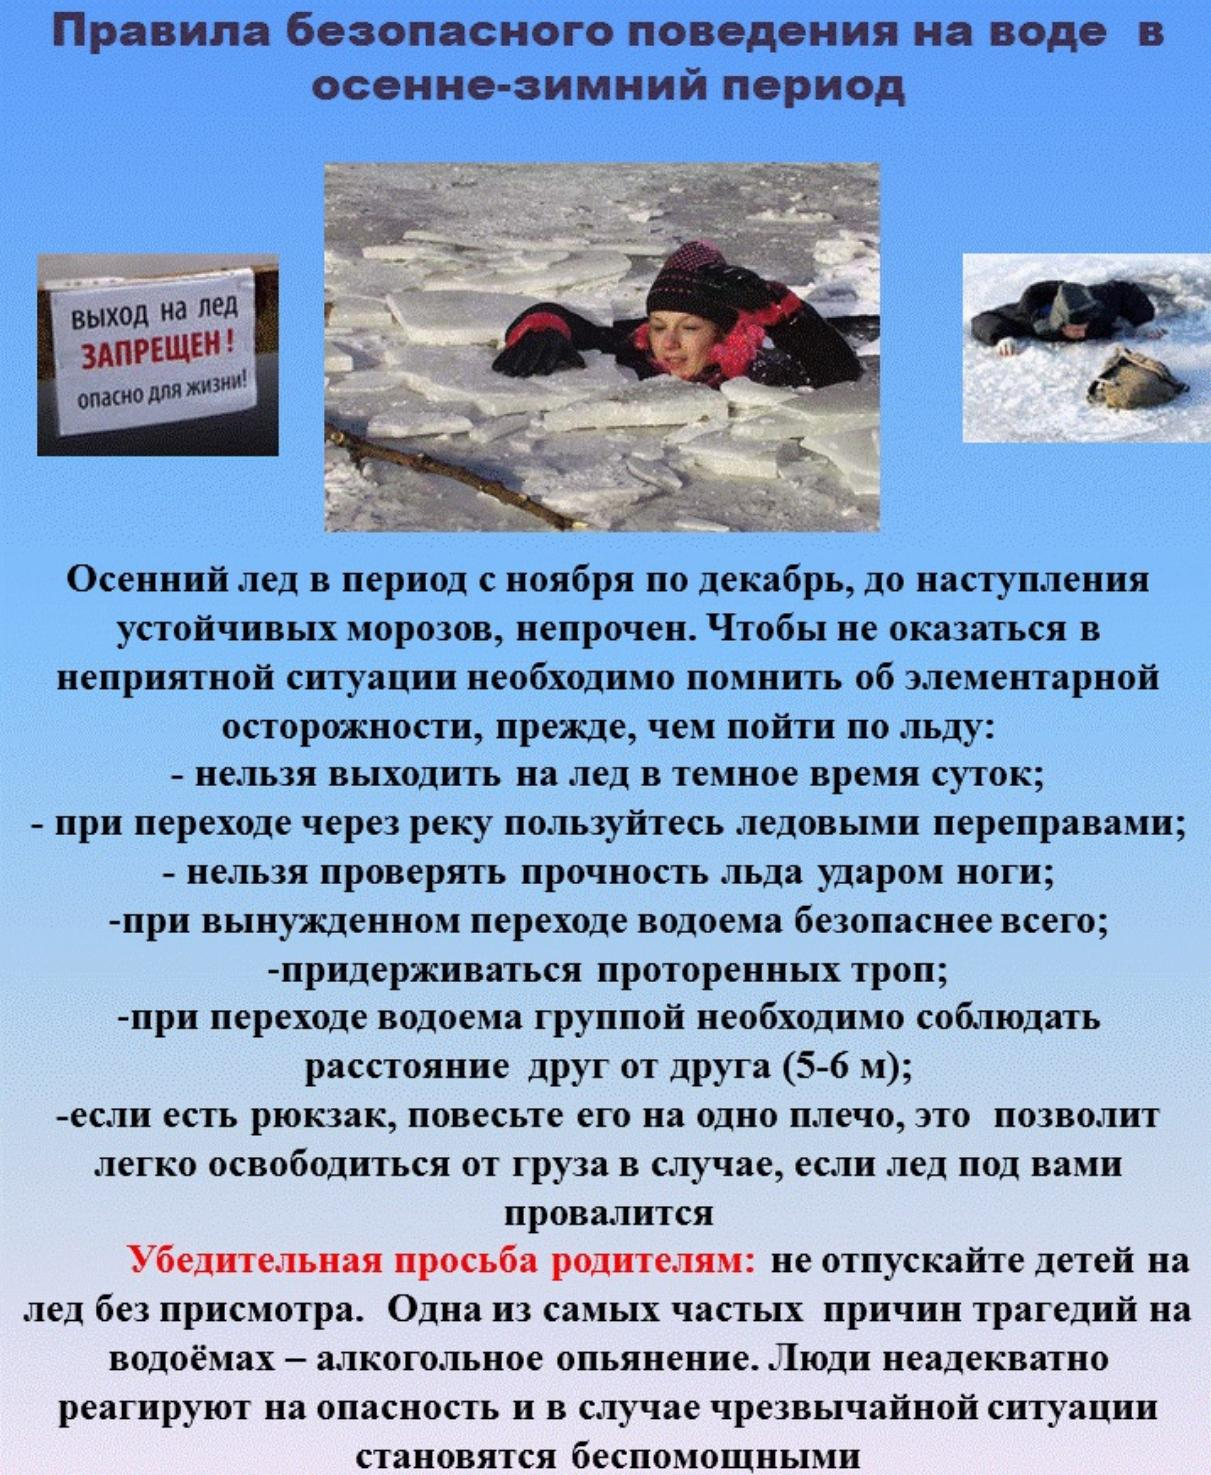 Правила безопасного поведения на воде в
осенне-зимний период
ВЫХОД НА ЛЕД
ЗАПРЕЩЕН!
опасно для жизни!
Осенний лед в период с ноября по декабрь, до наступления
устойчивых морозов, непрочен. Чтобы не оказаться в
неприятной ситуации необходимо помнить об элементарной
осторожности, прежде, чем пойти по льду:
- нельзя выходить на лед в темное время суток;
- при переходе через реку пользуйтесь ледовыми переправами;
- нельзя проверять прочность льда ударом ноги;
-при вынужденном переходе водоема безопаснее всего;
-придерживаться проторенных троп;
-при переходе водоема группой необходимо соблюдать
расстояние друг от друга (5-6 м);
-если есть рюкзак, повесьте его на одно плечо, это позволит
легко освободиться от груза в случае, если лед под вами
провалится
Убедительная просьба родителям: не отпускайте детей на
лед без присмотра. Одна из самых частых причин трагедий на
водоёмах – алкогольное опьянение. Люди неадекватно
реагируют на опасность и в случае чрезвычайной ситуации
становятся беспомощными